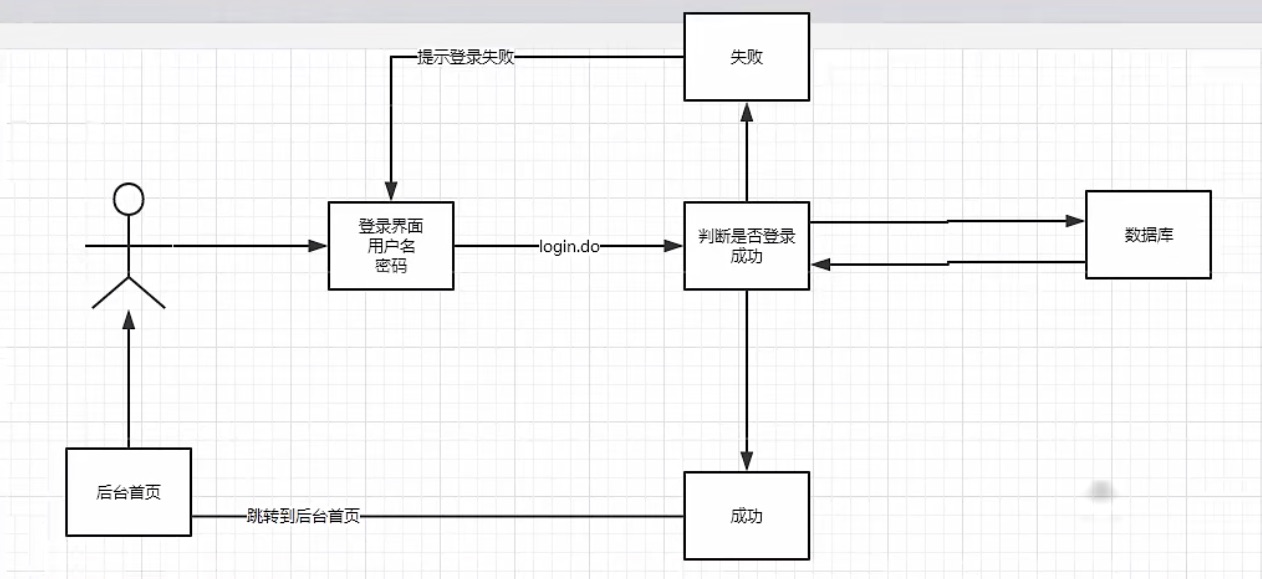 失败
提示登录失败
登录界面
用户名
密码
login.do
判断是否登录
成功
数据库
后台首页
跳转到后台首页
成功